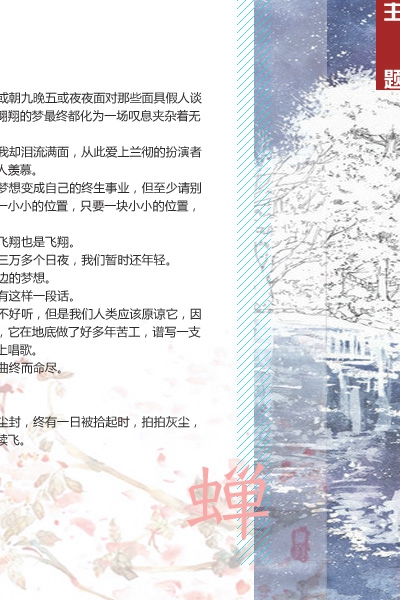 或朝九晚五或夜夜面对那些面具假人谈
翱翔的梦最终都化为一场叹息夹杂着无
我却泪流满面，从此爱上兰彻的扮演者
人羡慕。
梦想变成自己的终生事业，但至少请别
一小小的位置，只要一块小小的位置，
飞翔也是飞翔。
三万多个日夜，我们暂时还年轻。
边的梦想。
有这样一段话。
不好听，但是我们人类应该原谅它，因
，它在地底做了好多年苦工，谱写一支
上唱歌。
曲终而命尽。
尘封，终有一日被拾起时，拍拍灰尘，
续飞。
蝉
主
题